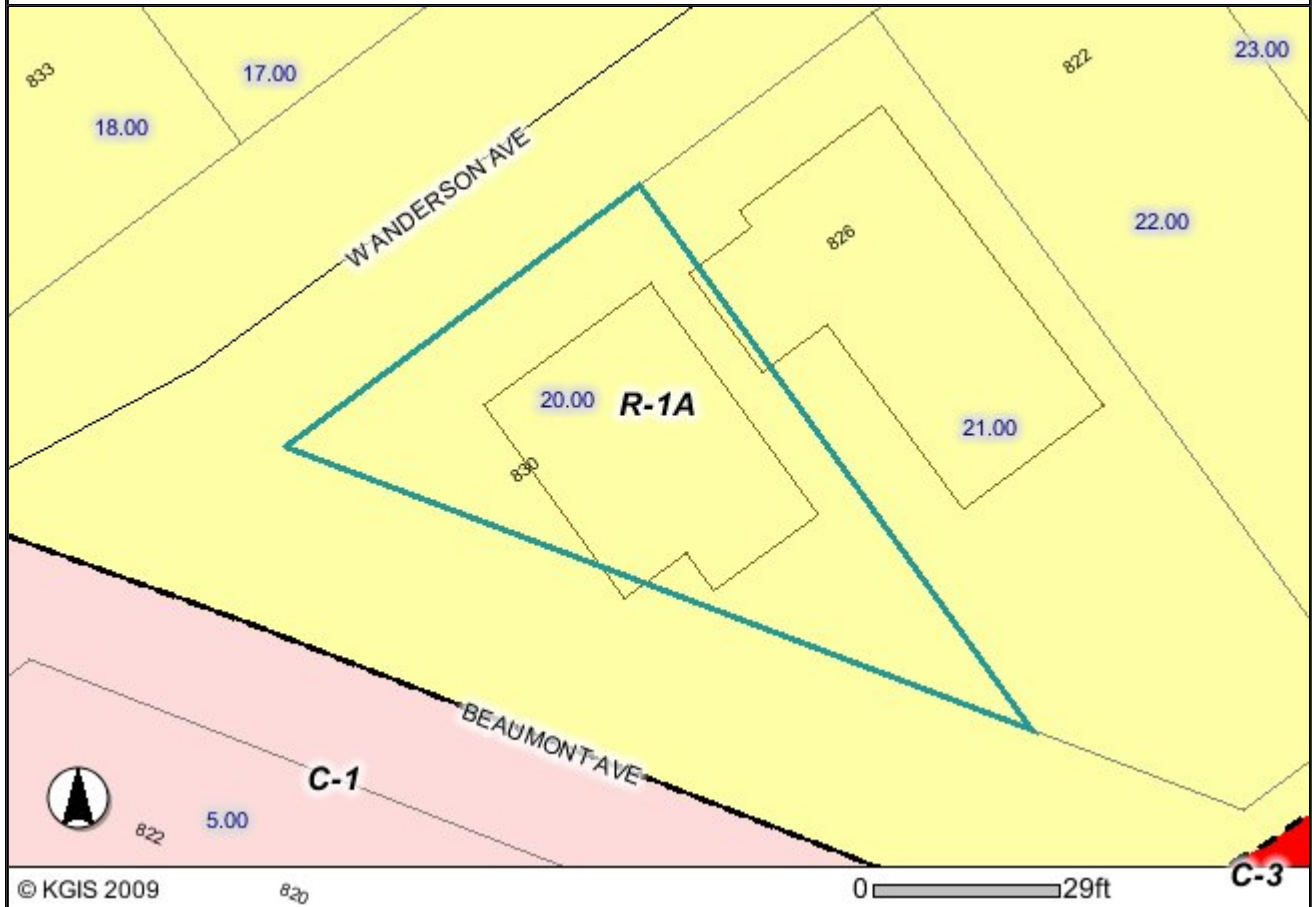 833
17.00
822
23.00
18.00
W ANDERSON AVE
22.00
826
20.00
R-1A
21.00
830
BEAUMONT AVE
C-1
822
5.00
C-3
© KGIS 2009
820
0
29ft